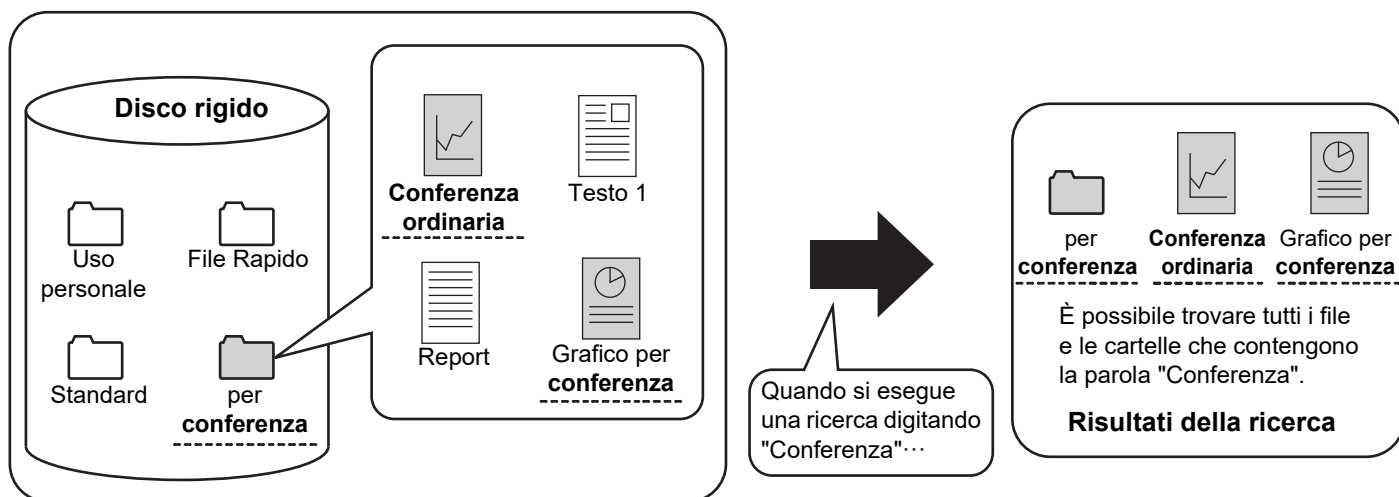 Disco rigido
Uso
personale
File Rapido
Standard
per
conferenza
Conferenza
ordinaria
Testo 1
Report
Grafico per
conferenza
Quando si esegue
una ricerca digitando
"Conferenza"···
per
conferenza
Conferenza
ordinaria
Grafico per
conferenza
È possibile trovare tutti i file
e le cartelle che contengono
la parola "Conferenza".
Risultati della ricerca